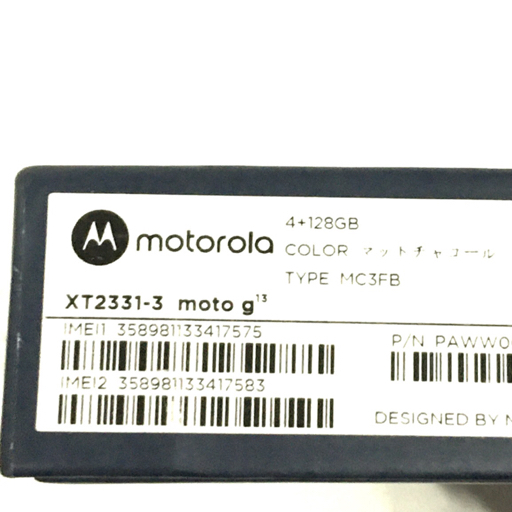 motorola
4+128GB
COLOR マットチャコール
TYPE MC3FB
XT2331-3 moto g¹³
IMEI1 358981133417575
IMEI2 358981133417583
P/N
DESIGNED BY